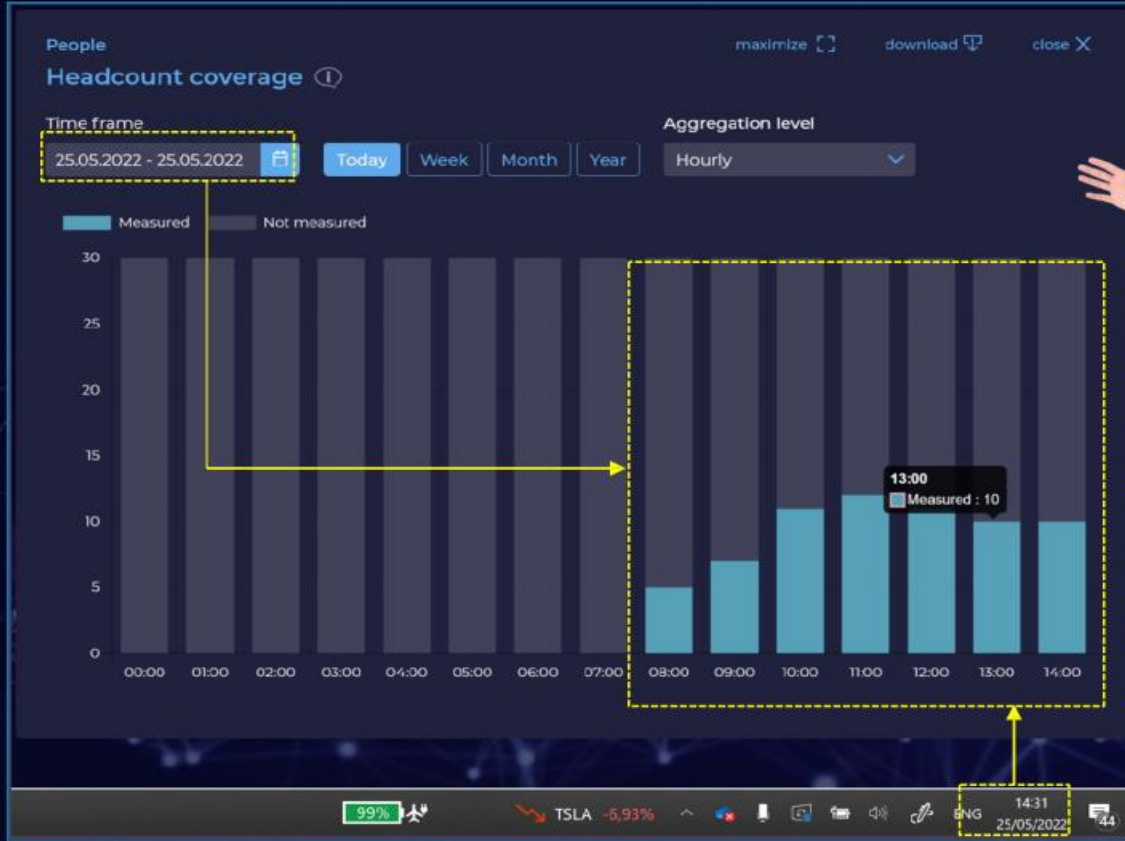 People
maximize
download
close
Headcount coverage
Time frame
Aggregation level
25.05.2022 - 25.05.2022
Today
Week
Month
Year
Hourly
Measured
Not measured
30
25
20
15
10
5
0
13:00
Measured : 10
00:00 01:00 02:00 03:00 04:00 05:00 06:00 07:00 08:00 09:00 10:00 11:00 12:00 13:00 14:00
99%
TSLA -6,93%
ENG
14:31
25/05/2022
44